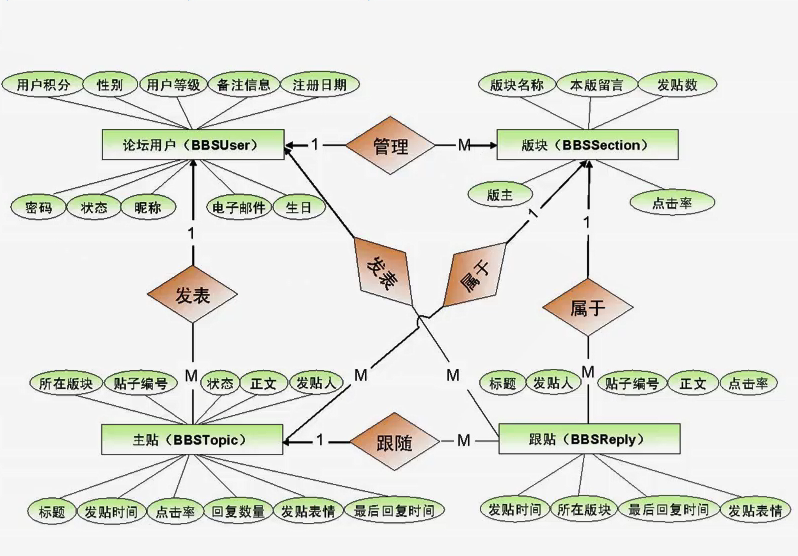 用户积分 性别 用户等级 备注信息 注册日期 版块名称 本版留言 发贴数
论坛用户（BBSUser） 1 管理 M 版块（BBSSection）
密码 状态 昵称 电子邮件 生日 版主 点击率
1 1 1
发表 发表 属于 属于
M M M M
所在版块 贴子编号 状态 正文 发贴人 标题 发贴人 贴子编号 正文 点击率
主贴（BBSTopic） 1 跟随 M 跟贴（BBSReply）
标题 发贴时间 点击率 回复数量 发贴表情 最后回复时间 发贴时间 所在版块 最后回复时间 发贴表情